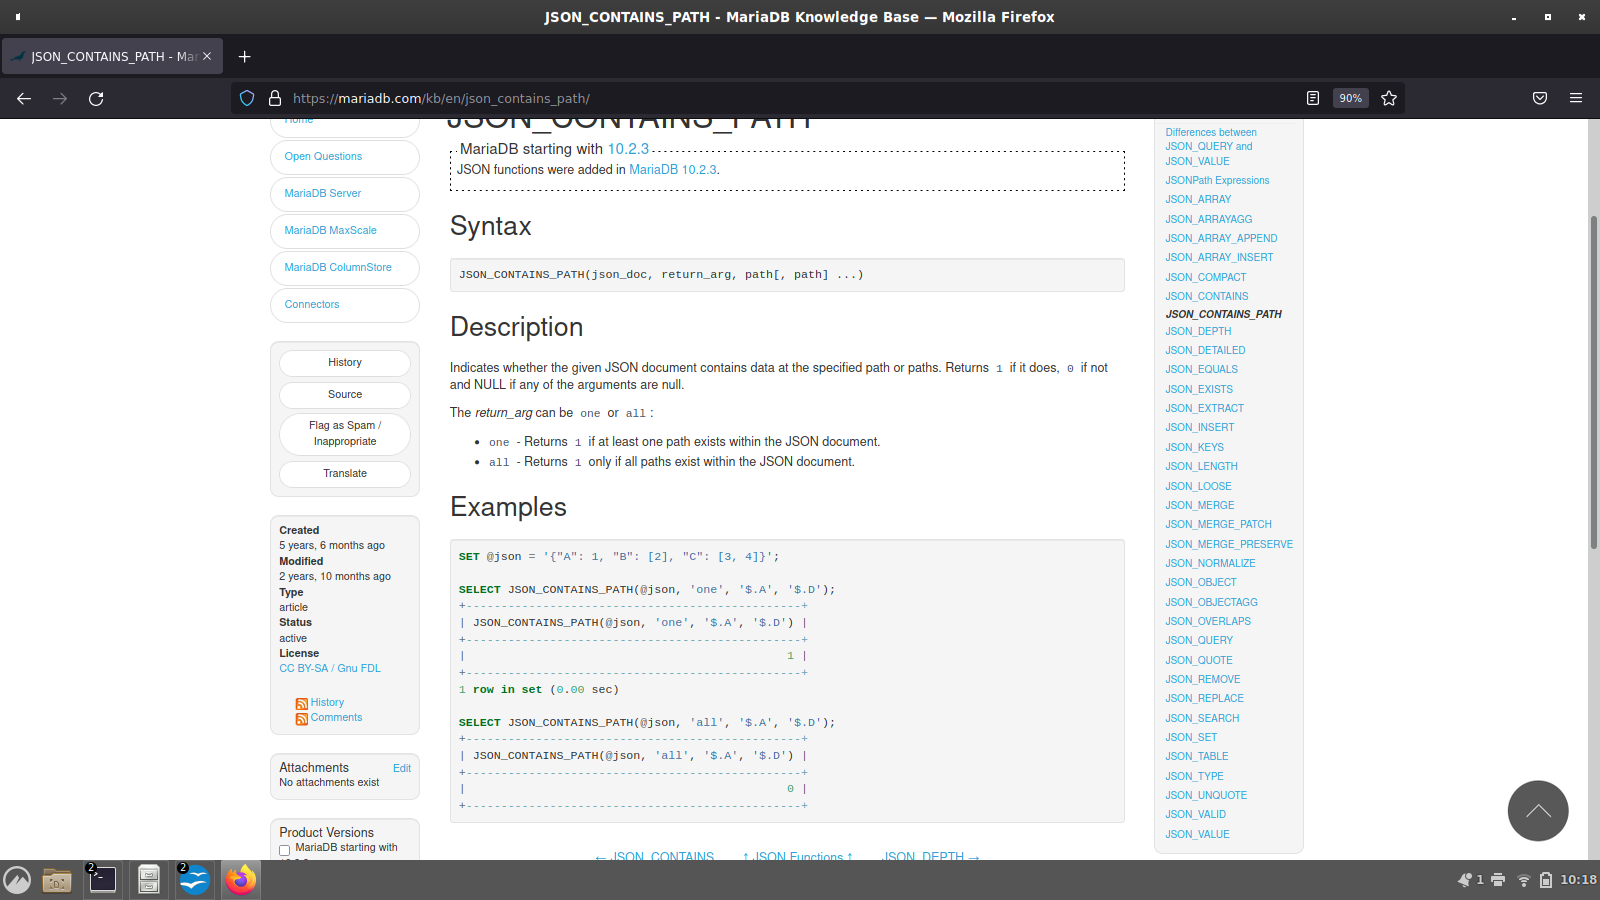 JSON_CONTAINS_PATH - MariaDB Knowledge Base — Mozilla Firefox
JSON_CONTAINS_PATH - Mar
https://mariadb.com/kb/en/json_contains_path/
90%
Home
Open Questions
MariaDB Server
MariaDB MaxScale
MariaDB ColumnStore
Connectors
History
Source
Flag as Spam /
Inappropriate
Translate
Created
5 years, 6 months ago
Modified
2 years, 10 months ago
Type
article
Status
active
License
CC BY-SA / Gnu FDL
History
Comments
Attachments Edit
No attachments exist
Product Versions
MariaDB starting with
JSON_CONTAINS_PATH
MariaDB starting with 10.2.3
JSON functions were added in MariaDB 10.2.3.
Syntax
JSON_CONTAINS_PATH(json_doc, return_arg, path[, path] ...)
Description
Indicates whether the given JSON document contains data at the specified path or paths. Returns 1 if it does, 0 if not
and NULL if any of the arguments are null.
The return_arg can be one or all :
• one - Returns 1 if at least one path exists within the JSON document.
• all - Returns 1 only if all paths exist within the JSON document.
Examples
SET @json = '{"A": 1, "B": [2], "C": [3, 4]}';
SELECT JSON_CONTAINS_PATH(@json, 'one', '$.A', '$.D');
+------------------------------------------------+
| JSON_CONTAINS_PATH(@json, 'one', '$.A', '$.D') |
+------------------------------------------------+
|                                              1 |
+------------------------------------------------+
1 row in set (0.00 sec)
SELECT JSON_CONTAINS_PATH(@json, 'all', '$.A', '$.D');
+------------------------------------------------+
| JSON_CONTAINS_PATH(@json, 'all', '$.A', '$.D') |
+------------------------------------------------+
|                                              0 |
+------------------------------------------------+
← JSON_CONTAINS ↑ JSON Functions ↑ JSON_DEPTH →
Differences between
JSON_QUERY and
JSON_VALUE
JSONPath Expressions
JSON_ARRAY
JSON_ARRAYAGG
JSON_ARRAY_APPEND
JSON_ARRAY_INSERT
JSON_COMPACT
JSON_CONTAINS
JSON_CONTAINS_PATH
JSON_DEPTH
JSON_DETAILED
JSON_EQUALS
JSON_EXISTS
JSON_EXTRACT
JSON_INSERT
JSON_KEYS
JSON_LENGTH
JSON_LOOSE
JSON_MERGE
JSON_MERGE_PATCH
JSON_MERGE_PRESERVE
JSON_NORMALIZE
JSON_OBJECT
JSON_OBJECTAGG
JSON_OVERLAPS
JSON_QUERY
JSON_QUOTE
JSON_REMOVE
JSON_REPLACE
JSON_SEARCH
JSON_SET
JSON_TABLE
JSON_TYPE
JSON_UNQUOTE
JSON_VALID
JSON_VALUE
2
2
1
10:18